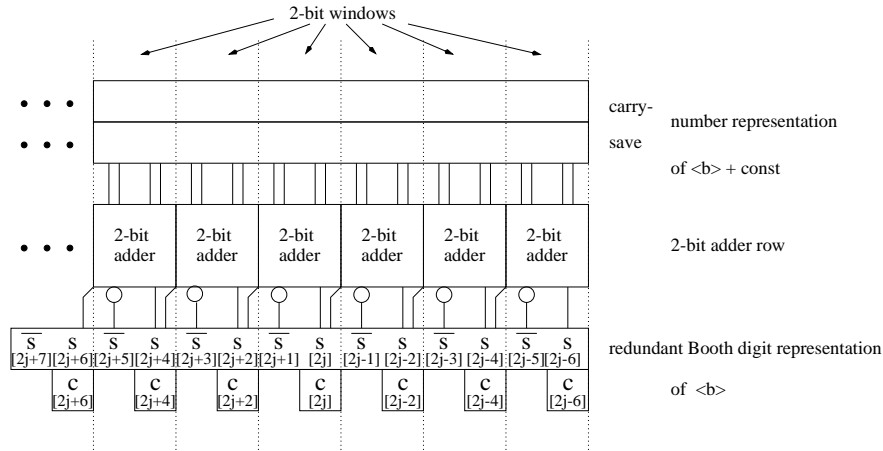 2-bit windows
carry-
save
number representation
of <b> + const
2-bit adder
2-bit adder
2-bit adder
2-bit adder
2-bit adder
2-bit adder
2-bit adder row
s̅ s s̅ s s̅ s s̅ s s̅ s s̅ s s̅ s
[2j+7] [2j+6] [2j+5] [2j+4] [2j+3] [2j+2] [2j+1] [2j] [2j-1] [2j-2] [2j-3] [2j-4] [2j-5] [2j-6]
redundant Booth digit representation
c c c c c c c
[2j+6] [2j+4] [2j+2] [2j] [2j-2] [2j-4] [2j-6]
of <b>